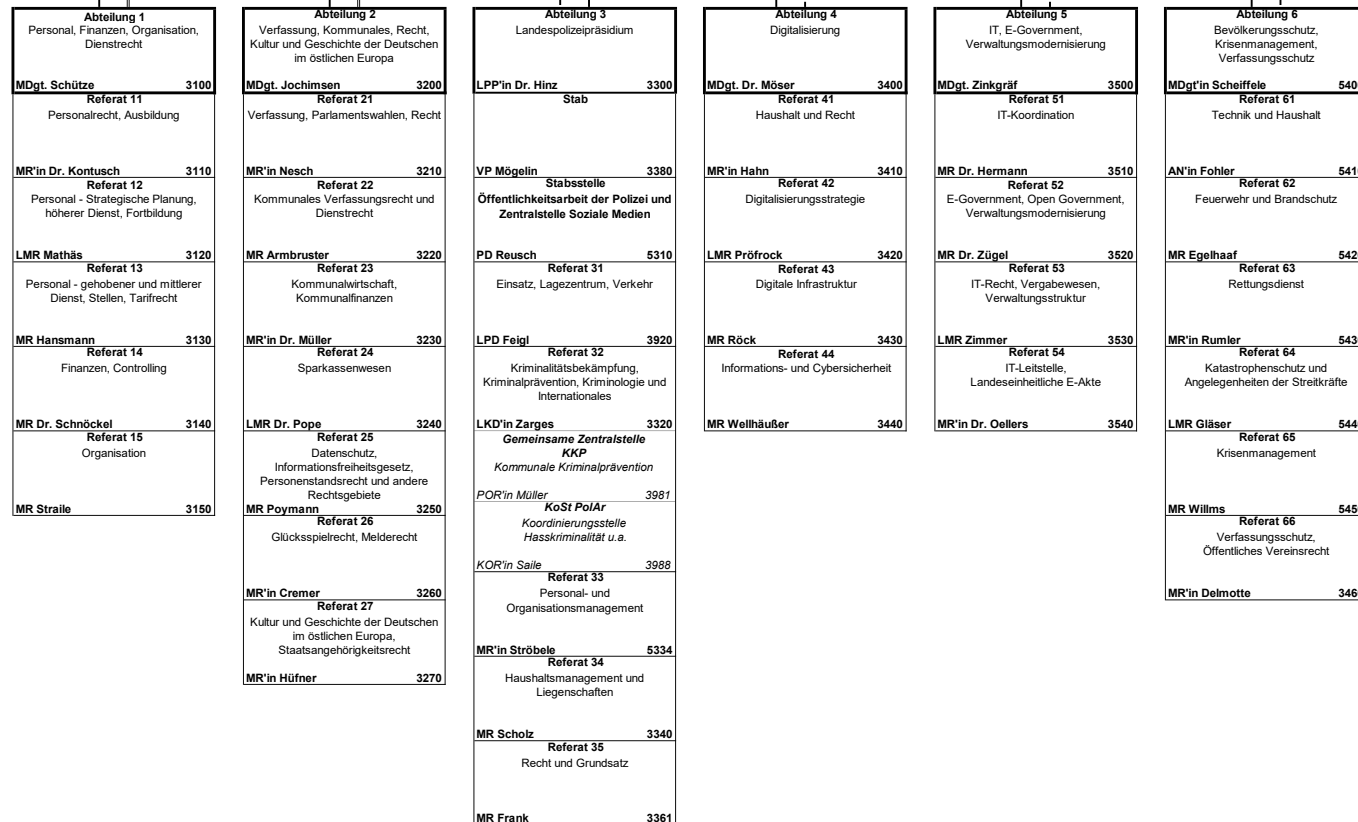 Abteilung 1
Personal, Finanzen, Organisation,
Dienstrecht
MDgt. Schütze 3100
Referat 11
Personalrecht, Ausbildung
MR'in Dr. Kontusch 3110
Referat 12
Personal - Strategische Planung,
höherer Dienst, Fortbildung
LMR Mathäs 3120
Referat 13
Personal - gehobener und mittlerer
Dienst, Stellen, Tarifrecht
MR Hansmann 3130
Referat 14
Finanzen, Controlling
MR Dr. Schnöckel 3140
Referat 15
Organisation
MR Straile 3150
Abteilung 2
Verfassung, Kommunales, Recht,
Kultur und Geschichte der Deutschen
im östlichen Europa
MDgt. Jochimsen 3200
Referat 21
Verfassung, Parlamentswahlen, Recht
MR'in Nesch 3210
Referat 22
Kommunales Verfassungsrecht und
Dienstrecht
MR Armbruster 3220
Referat 23
Kommunalwirtschaft,
Kommunalfinanzen
MR'in Dr. Müller 3230
Referat 24
Sparkassenwesen
LMR Dr. Pope 3240
Referat 25
Datenschutz,
Informationsfreiheitsgesetz,
Personenstandsrecht und andere
Rechtsgebiete
MR Poymann 3250
Referat 26
Glücksspielrecht, Melderecht
MR'in Cremer 3260
Referat 27
Kultur und Geschichte der Deutschen
im östlichen Europa,
Staatsangehörigkeitsrecht
MR'in Hüfner 3270
Abteilung 3
Landespolizeipräsidium
LPP'in Dr. Hinz 3300
Stab
VP Mögelin 3380
Stabsstelle
Öffentlichkeitsarbeit der Polizei und
Zentralstelle Soziale Medien
PD Reusch 5310
Referat 31
Einsatz, Lagezentrum, Verkehr
LPD Feigl 3920
Referat 32
Kriminalitätsbekämpfung,
Kriminalprävention, Kriminologie und
Internationales
LKD'in Zarges 3320
Gemeinsame Zentralstelle
KKP
Kommunale Kriminalprävention
POR'in Müller 3981
KoSt PolAr
Koordinierungsstelle
Hasskriminalität u.a.
KOR'in Saile 3988
Referat 33
Personal- und
Organisationsmanagement
MR'in Ströbele 5334
Referat 34
Haushaltsmanagement und
Liegenschaften
MR Scholz 3340
Referat 35
Recht und Grundsatz
MR Frank 3361
Abteilung 4
Digitalisierung
MDgt. Dr. Möser 3400
Referat 41
Haushalt und Recht
MR'in Hahn 3410
Referat 42
Digitalisierungsstrategie
LMR Pröfrock 3420
Referat 43
Digitale Infrastruktur
MR Röck 3430
Referat 44
Informations- und Cybersicherheit
MR Wellhäußer 3440
Abteilung 5
IT, E-Government,
Verwaltungsmodernisierung
MDgt. Zinkgräf 3500
Referat 51
IT-Koordination
MR Dr. Hermann 3510
Referat 52
E-Government, Open Government,
Verwaltungsmodernisierung
MR Dr. Zügel 3520
Referat 53
IT-Recht, Vergabewesen,
Verwaltungsstruktur
LMR Zimmer 3530
Referat 54
IT-Leitstelle,
Landeseinheitliche E-Akte
MR'in Dr. Oellers 3540
Abteilung 6
Bevölkerungsschutz,
Krisenmanagement,
Verfassungsschutz
MDgt'in Scheiffele
Referat 61
Technik und Haushalt
AN'in Fohler
Referat 62
Feuerwehr und Brandschutz
MR Egelhaaf
Referat 63
Rettungsdienst
MR'in Rumler
Referat 64
Katastrophenschutz und
Angelegenheiten der Streitkräfte
LMR Gläser
Referat 65
Krisenmanagement
MR Willms
Referat 66
Verfassungsschutz,
Öffentliches Vereinsrecht
MR'in Delmotte